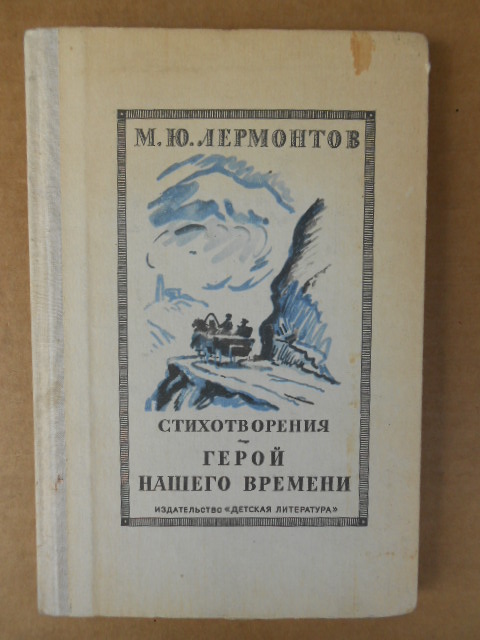 М. Ю. ЛЕРМОНТОВ
СТИХОТВОРЕНИЯ
~
ГЕРОЙ
НАШЕГО ВРЕМЕНИ
ИЗДАТЕЛЬСТВО «ДЕТСКАЯ ЛИТЕРАТУРА»